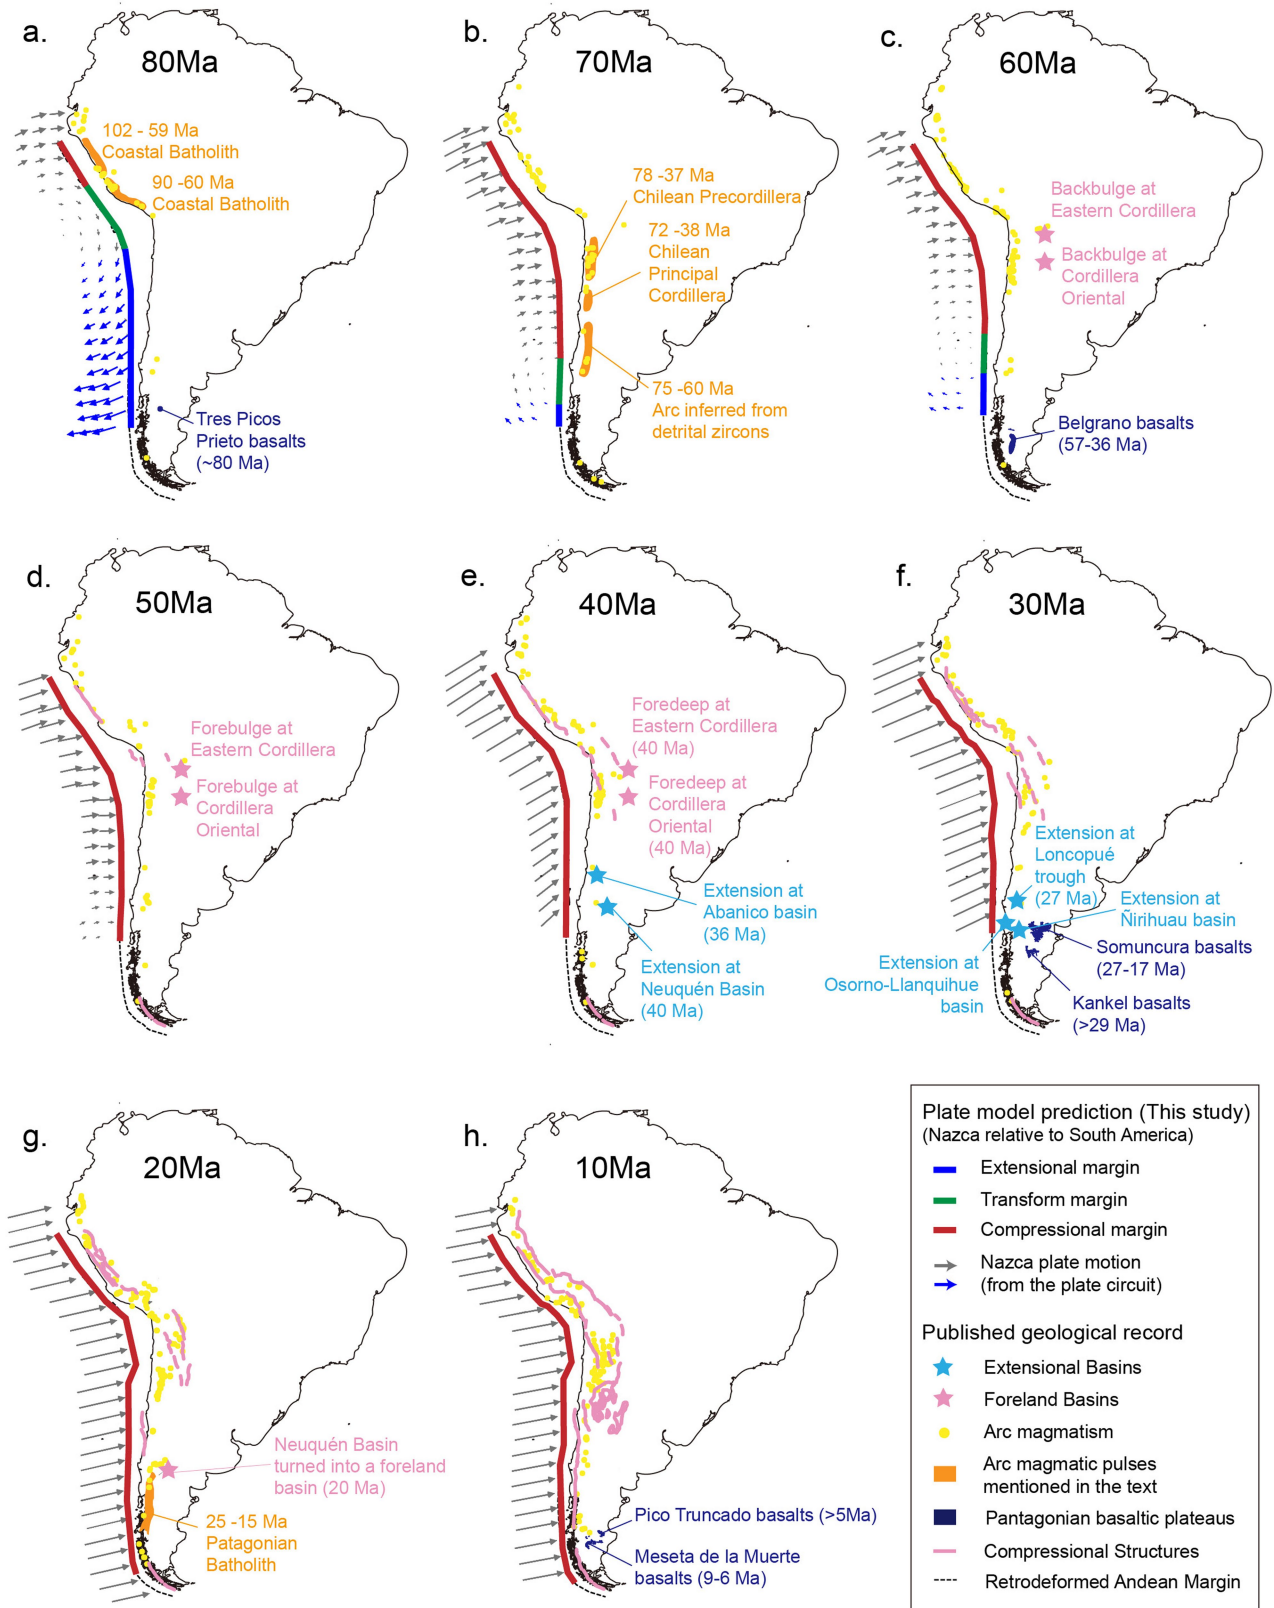 a.
80Ma
102 - 59 Ma
Coastal Batholith
90 -60 Ma
Coastal Batholith
Tres Picos
Prieto basalts
(~80 Ma)
b.
70Ma
78 -37 Ma
Chilean Precordillera
72 -38 Ma
Chilean
Principal
Cordillera
75 -60 Ma
Arc inferred from
detrital zircons
c.
60Ma
Backbulge at
Eastern Cordillera
Backbulge at
Cordillera
Oriental
Belgrano basalts
(57-36 Ma)
d.
50Ma
Forebulge at
Eastern Cordillera
Forebulge at
Cordillera
Oriental
e.
40Ma
Foredeep at
Eastern Cordillera
(40 Ma)
Foredeep at
Cordillera
Oriental
(40 Ma)
Extension at
Abanico basin
(36 Ma)
Extension at
Neuquén Basin
(40 Ma)
f.
30Ma
Extension at
Loncopué
trough
(27 Ma)
Extension at
Ñirihuau basin
Somuncura basalts
(27-17 Ma)
Extension at
Osorno-Llanquihue
basin
Kankel basalts
(>29 Ma)
g.
20Ma
Neuquén Basin
turned into a foreland
basin (20 Ma)
25 -15 Ma
Patagonian
Batholith
h.
10Ma
Pico Truncado basalts (>5Ma)
Meseta de la Muerte
basalts (9-6 Ma)
Plate model prediction (This study)
(Nazca relative to South America)
Extensional margin
Transform margin
Compressional margin
Nazca plate motion
(from the plate circuit)
Published geological record
Extensional Basins
Foreland Basins
Arc magmatism
Arc magmatic pulses
mentioned in the text
Pantagonian basaltic plateaus
Compressional Structures
Retrodeformed Andean Margin